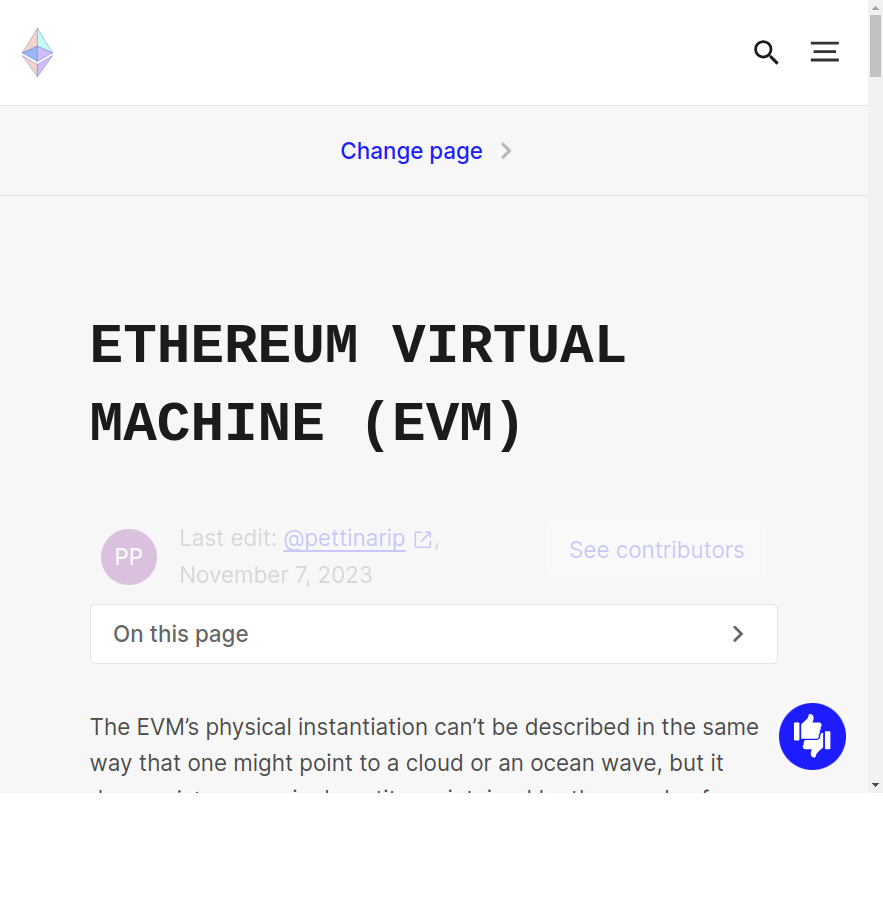 Change page
ETHEREUM VIRTUAL
MACHINE (EVM)
PP
Last edit: @pettinarip,
November 7, 2023
See contributors
On this page
The EVM’s physical instantiation can’t be described in the same
way that one might point to a cloud or an ocean wave, but it